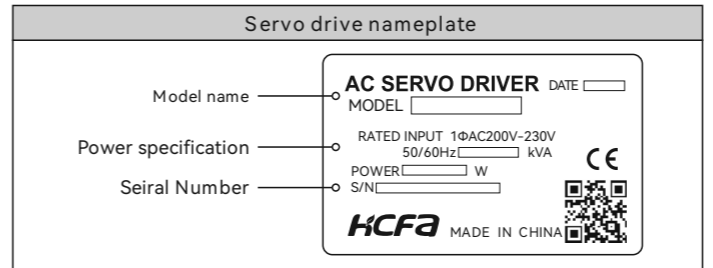 Servo drive nameplate
Model name
AC SERVO DRIVER DATE
MODEL
Power specification
RATED INPUT 1ΦAC200V~230V
50/60Hz kVA
POWER W
CE
Seiral Number
S/N
HCFA MADE IN CHINA